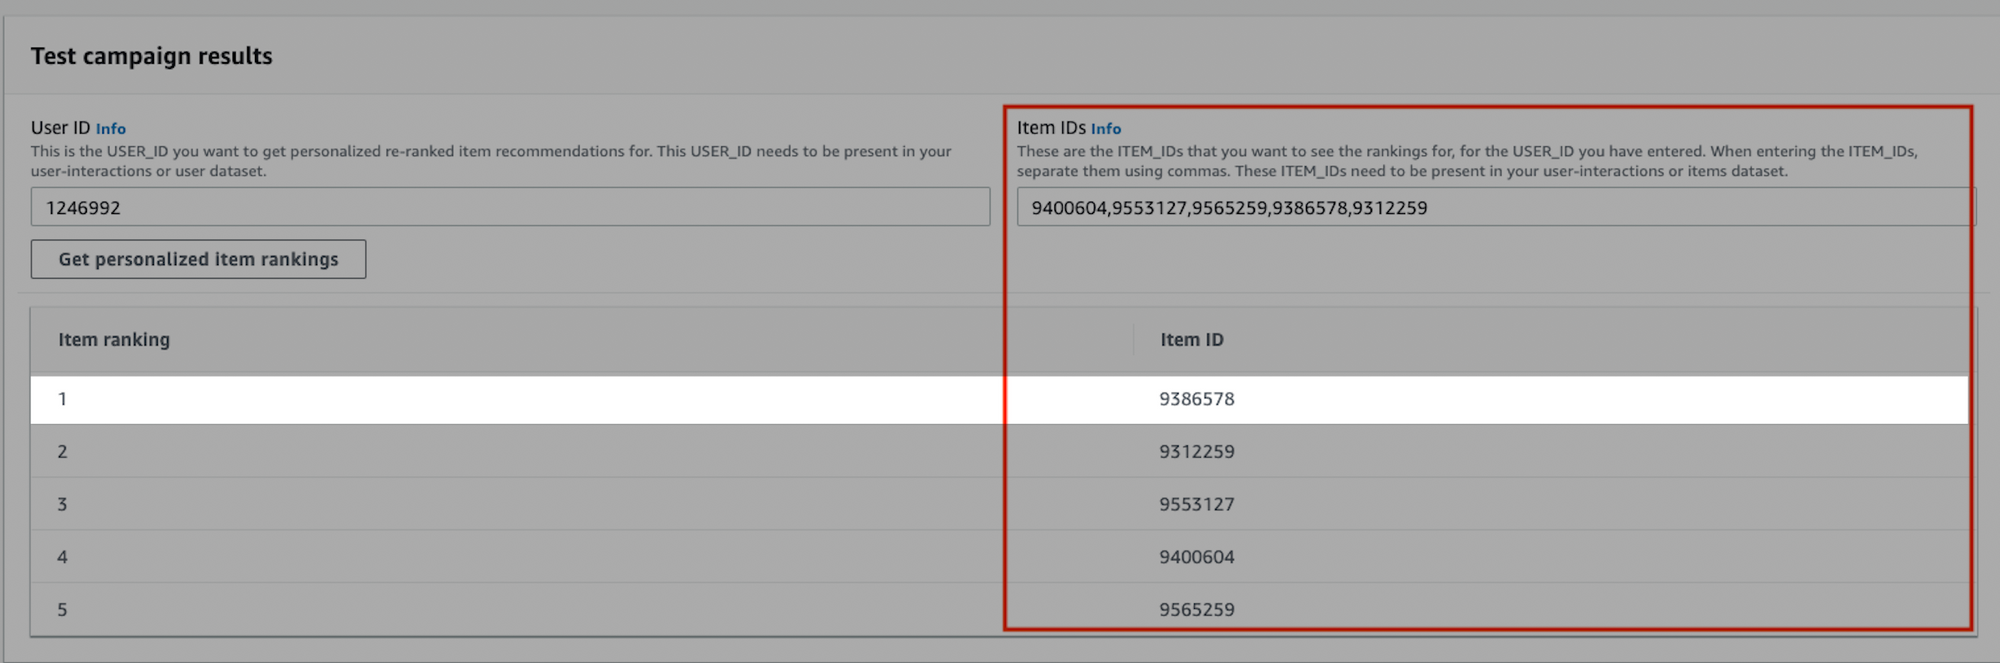 Test campaign results
User ID Info
This is the USER_ID you want to get personalized re-ranked item recommendations for. This USER_ID needs to be present in your
user-interactions or user dataset.
1246992
Get personalized item rankings
Item IDs Info
These are the ITEM_IDs that you want to see the rankings for, for the USER_ID you have entered. When entering the ITEM_IDs,
separate them using commas. These ITEM_IDs need to be present in your user-interactions or items dataset.
9400604,9553127,9565259,9386578,9312259
Item ranking Item ID
1 9386578
2 9312259
3 9553127
4 9400604
5 9565259